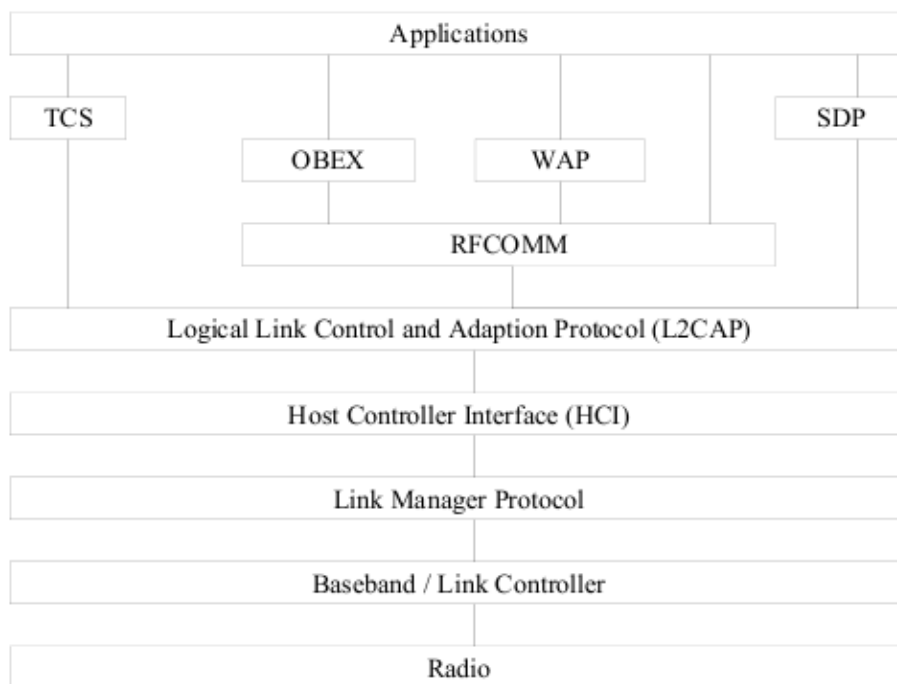 Applications
TCS
SDP
OBEX
WAP
RFCOMM
Logical Link Control and Adaption Protocol (L2CAP)
Host Controller Interface (HCI)
Link Manager Protocol
Baseband / Link Controller
Radio